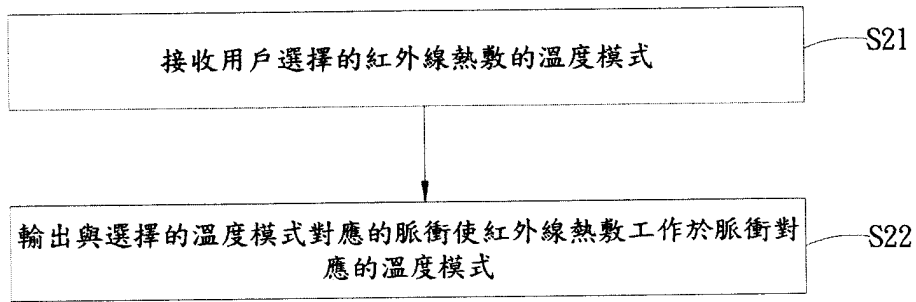 接收用戶選擇的紅外線熱敷的溫度模式
S21
輸出與選擇的溫度模式對應的脈衝使紅外線熱敷工作於脈衝對
應的溫度模式
S22